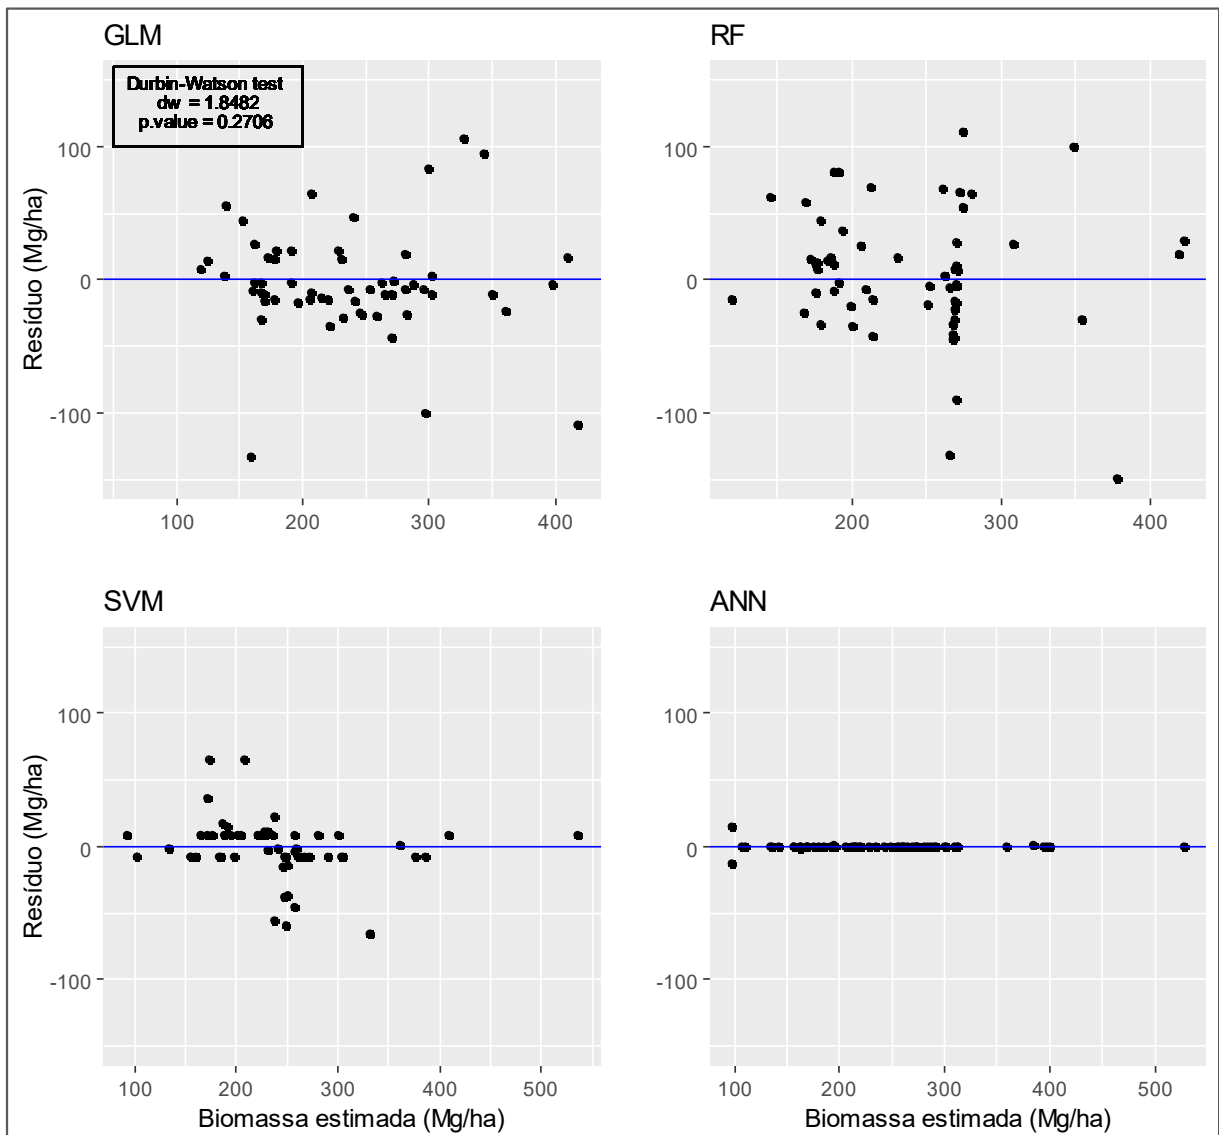 GLM
Durbin-Watson test
dw = 1.8482
p.value = 0.2706
Resíduo (Mg/ha)
100
0
-100
100 200 300 400
RF
100
0
-100
200 300 400
SVM
Resíduo (Mg/ha)
100
0
-100
100 200 300 400 500
Biomassa estimada (Mg/ha)
ANN
100
0
-100
100 200 300 400 500
Biomassa estimada (Mg/ha)